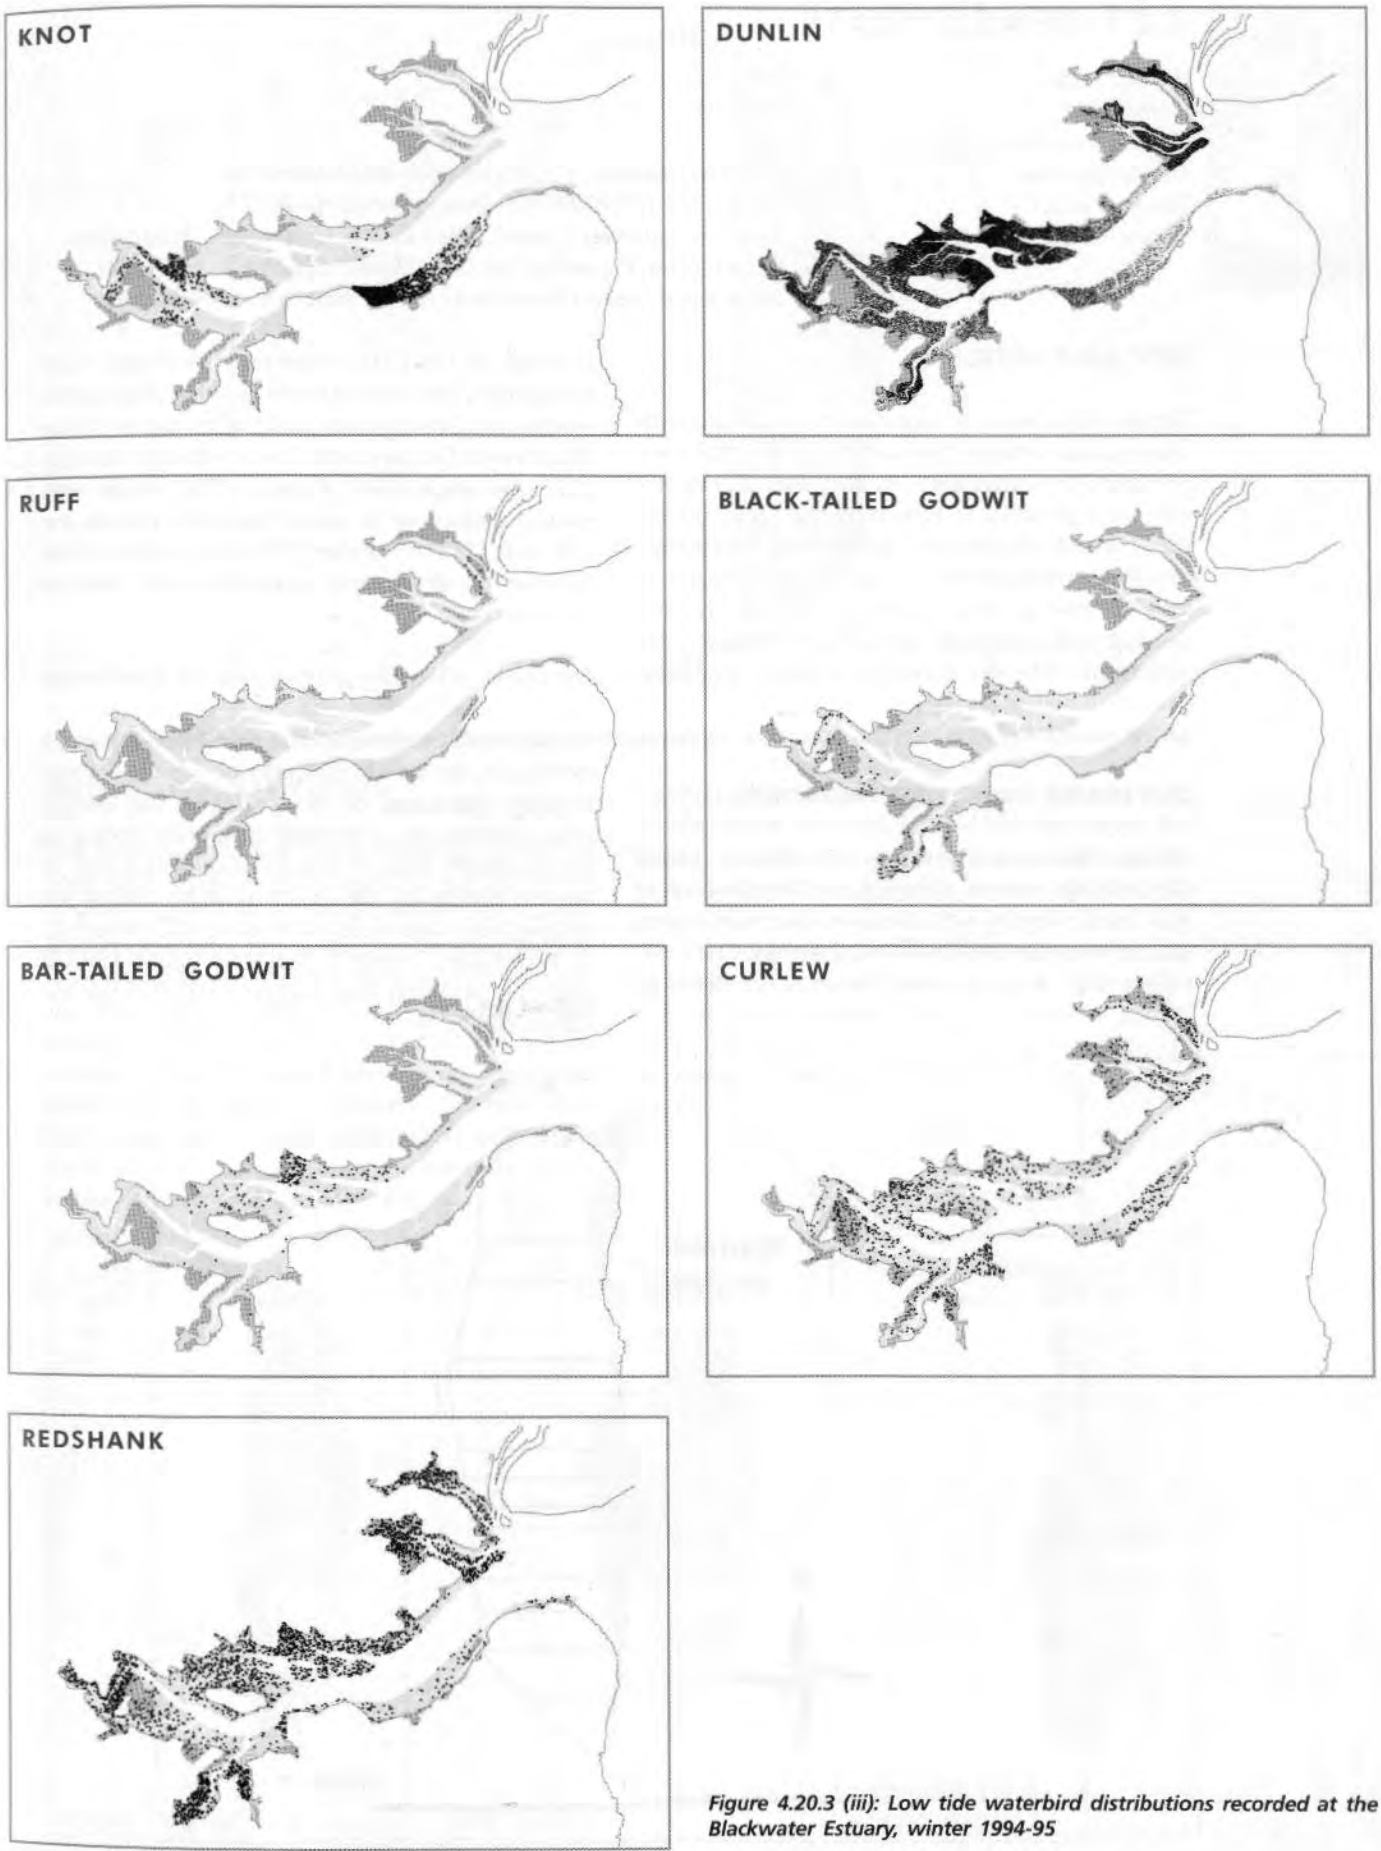 KNOT
DUNLIN
RUFF
BLACK-TAILED GODWIT
BAR-TAILED GODWIT
CURLEW
REDSHANK
Figure 4.20.3 (iii): Low tide waterbird distributions recorded at the
Blackwater Estuary, winter 1994-95